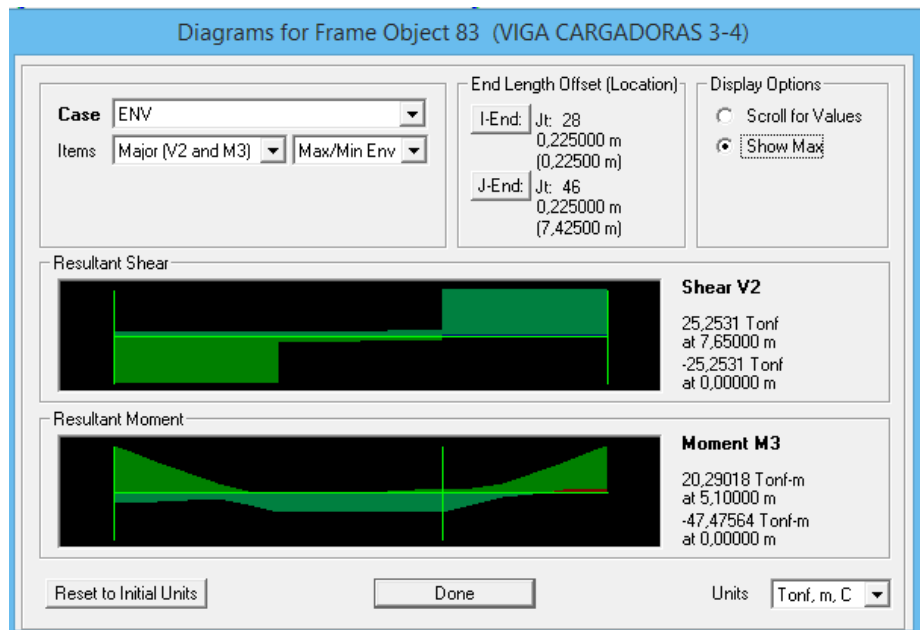 Diagrams for Frame Object 83 (VIGA CARGADORAS 3-4)
Case ENV
Items Major (V2 and M3) Max/Min Env
End Length Offset (Location)
I-End: Jt: 28
0,225000 m
(0,22500 m)
J-End: Jt: 46
0,225000 m
(7,42500 m)
Display Options
Scroll for Values
Show Max
Resultant Shear
Shear V2
25,2531 Tonf
at 7,65000 m
-25,2531 Tonf
at 0,00000 m
Resultant Moment
Moment M3
20,29018 Tonf-m
at 5,10000 m
-47,47564 Tonf-m
at 0,00000 m
Reset to Initial Units
Done
Units Tonf, m, C